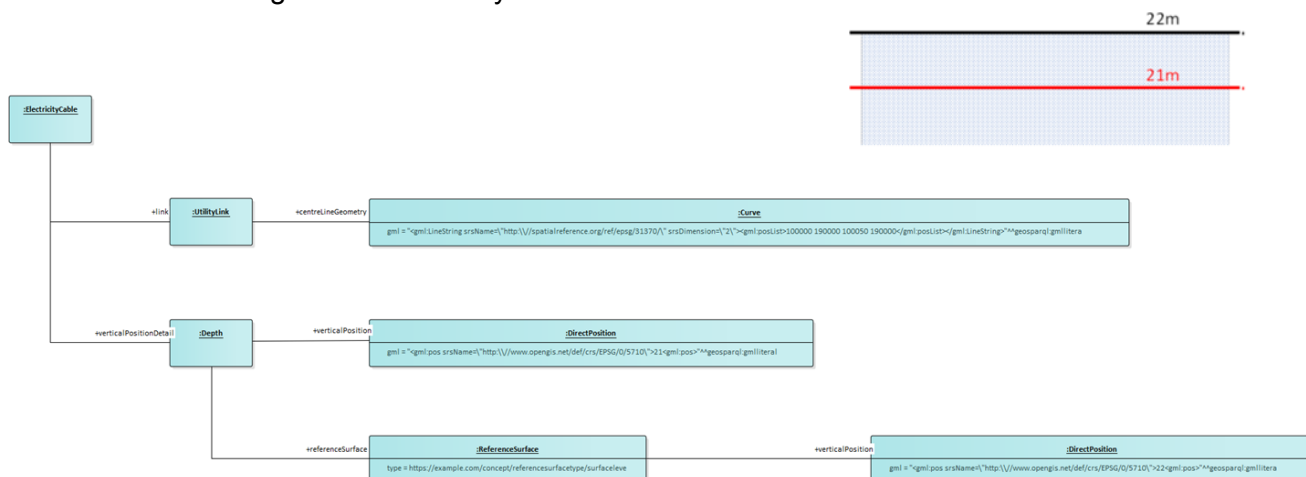 22m
21m
:ElectricityCable
+link
:UtilityLink
+centreLineGeometry
:Curve
gml = "<gml:LineString srsName=\"http:\\//spatialreference.org/ref/epsg/31370/\" srsDimension=\"2\"><gml:posList>100000 190000 100050 190000</gml:posList></gml:LineString>"^^geosparql:gmllitera
+verticalPositionDetail
:Depth
+verticalPosition
:DirectPosition
gml = "<gml:pos srsName=\"http:\\//www.opengis.net/def/crs/EPSG/0/5710\">21<gml:pos>"^^geosparql:gmlliteral
+referenceSurface
:ReferenceSurface
type = https://example.com/concept/referencesurfacetype/surfaceleve
+verticalPosition
:DirectPosition
gml = "<gml:pos srsName=\"http:\\//www.opengis.net/def/crs/EPSG/0/5710\">22<gml:pos>"^^geosparql:gmllitera